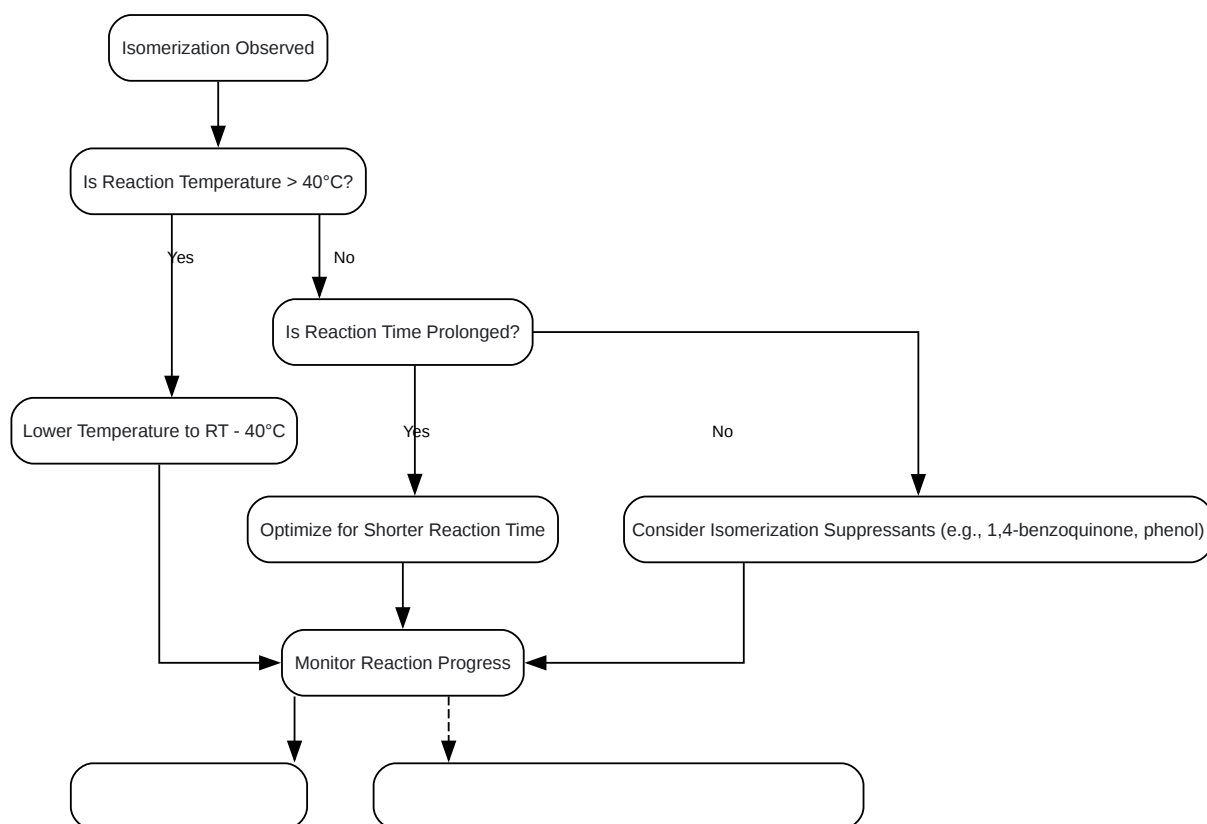 Isomerization Observed
Is Reaction Temperature > 40°C?
Yes
No
Is Reaction Time Prolonged?
Lower Temperature to RT - 40°C
Yes
No
Optimize for Shorter Reaction Time
Consider Isomerization Suppressants (e.g., 1,4-benzoquinone, phenol)
Monitor Reaction Progress